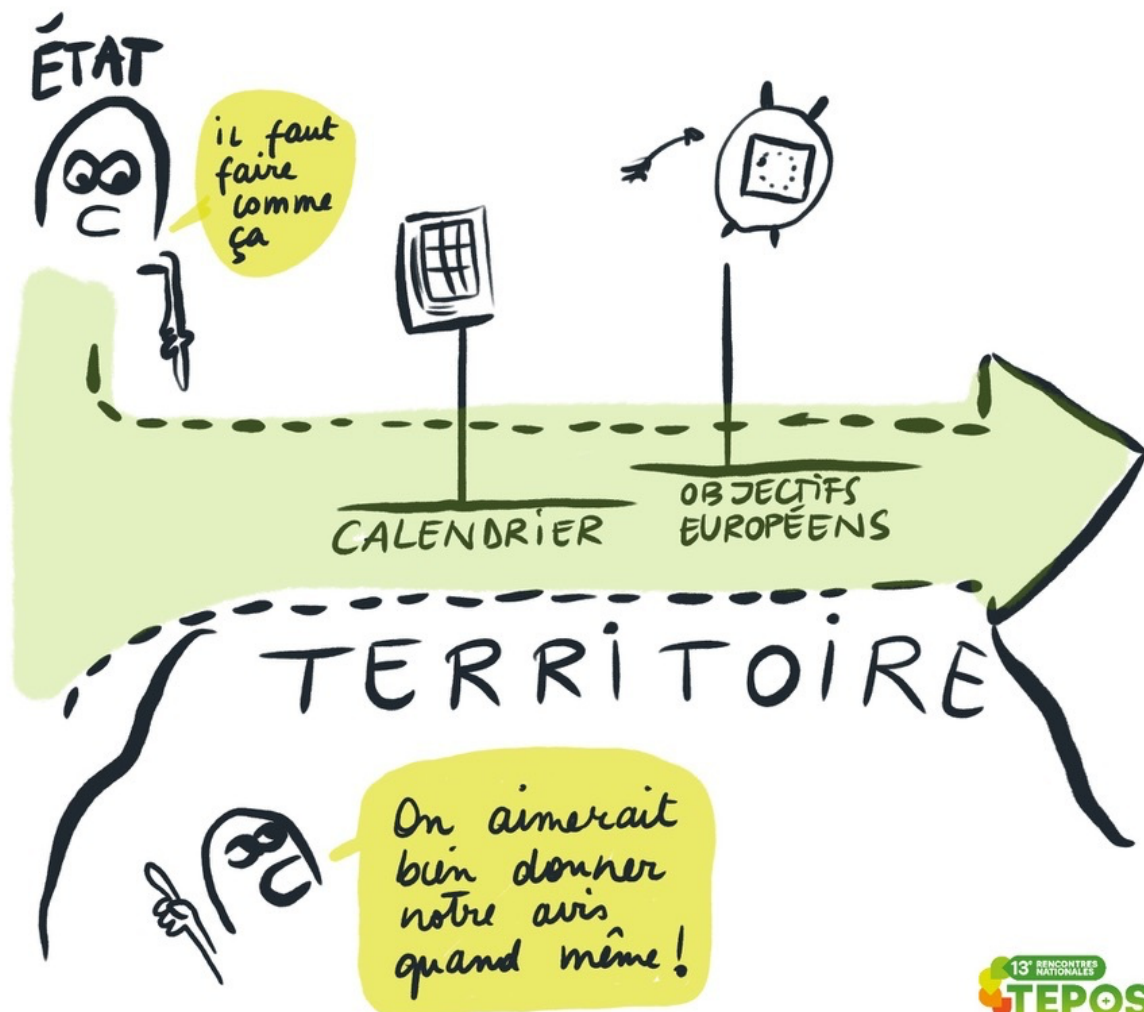 ÉTAT
il faut
faire
comme
ça
CALENDRIER
OBJECTIFS
EUROPÉENS
TERRITOIRE
On aimerait
bien donner
notre avis
quand même !
13e RENCONTRES
NATIONALES
TEPOS